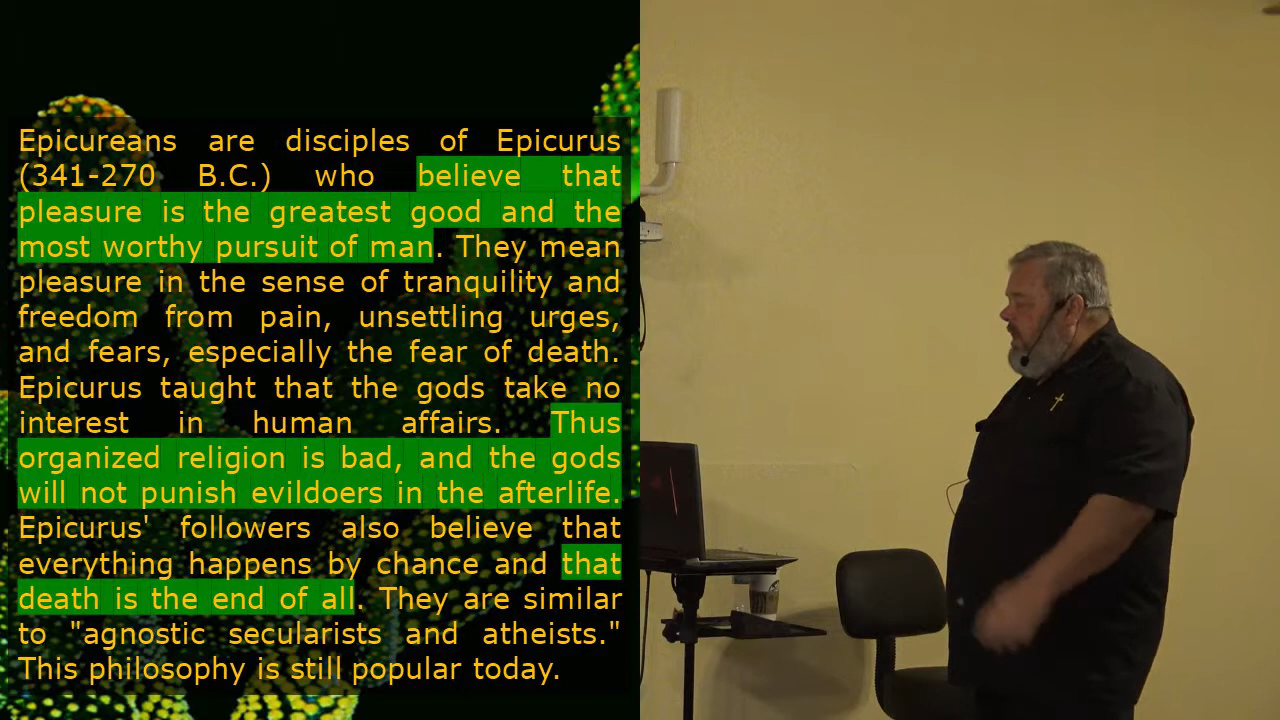 Epicureans are disciples of Epicurus
(341-270 B.C.) who believe that
pleasure is the greatest good and the
most worthy pursuit of man. They mean
pleasure in the sense of tranquility and
freedom from pain, unsettling urges,
and fears, especially the fear of death.
Epicurus taught that the gods take no
interest in human affairs. Thus
organized religion is bad, and the gods
will not punish evildoers in the afterlife.
Epicurus' followers also believe that
everything happens by chance and that
death is the end of all. They are similar
to "agnostic secularists and atheists."
This philosophy is still popular today.